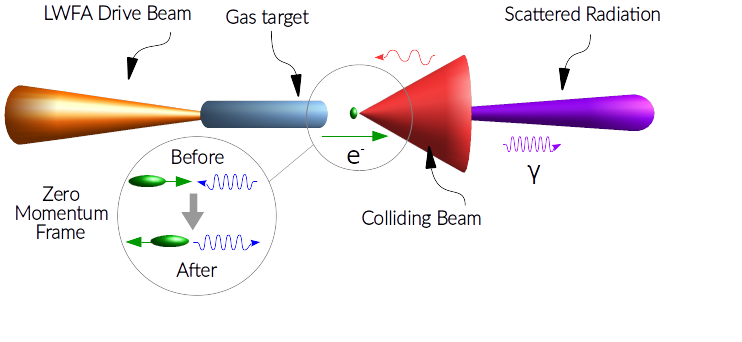 LWFA Drive Beam
Gas target
Scattered Radiation
e-
γ
Colliding Beam
Before
Zero
Momentum
Frame
After